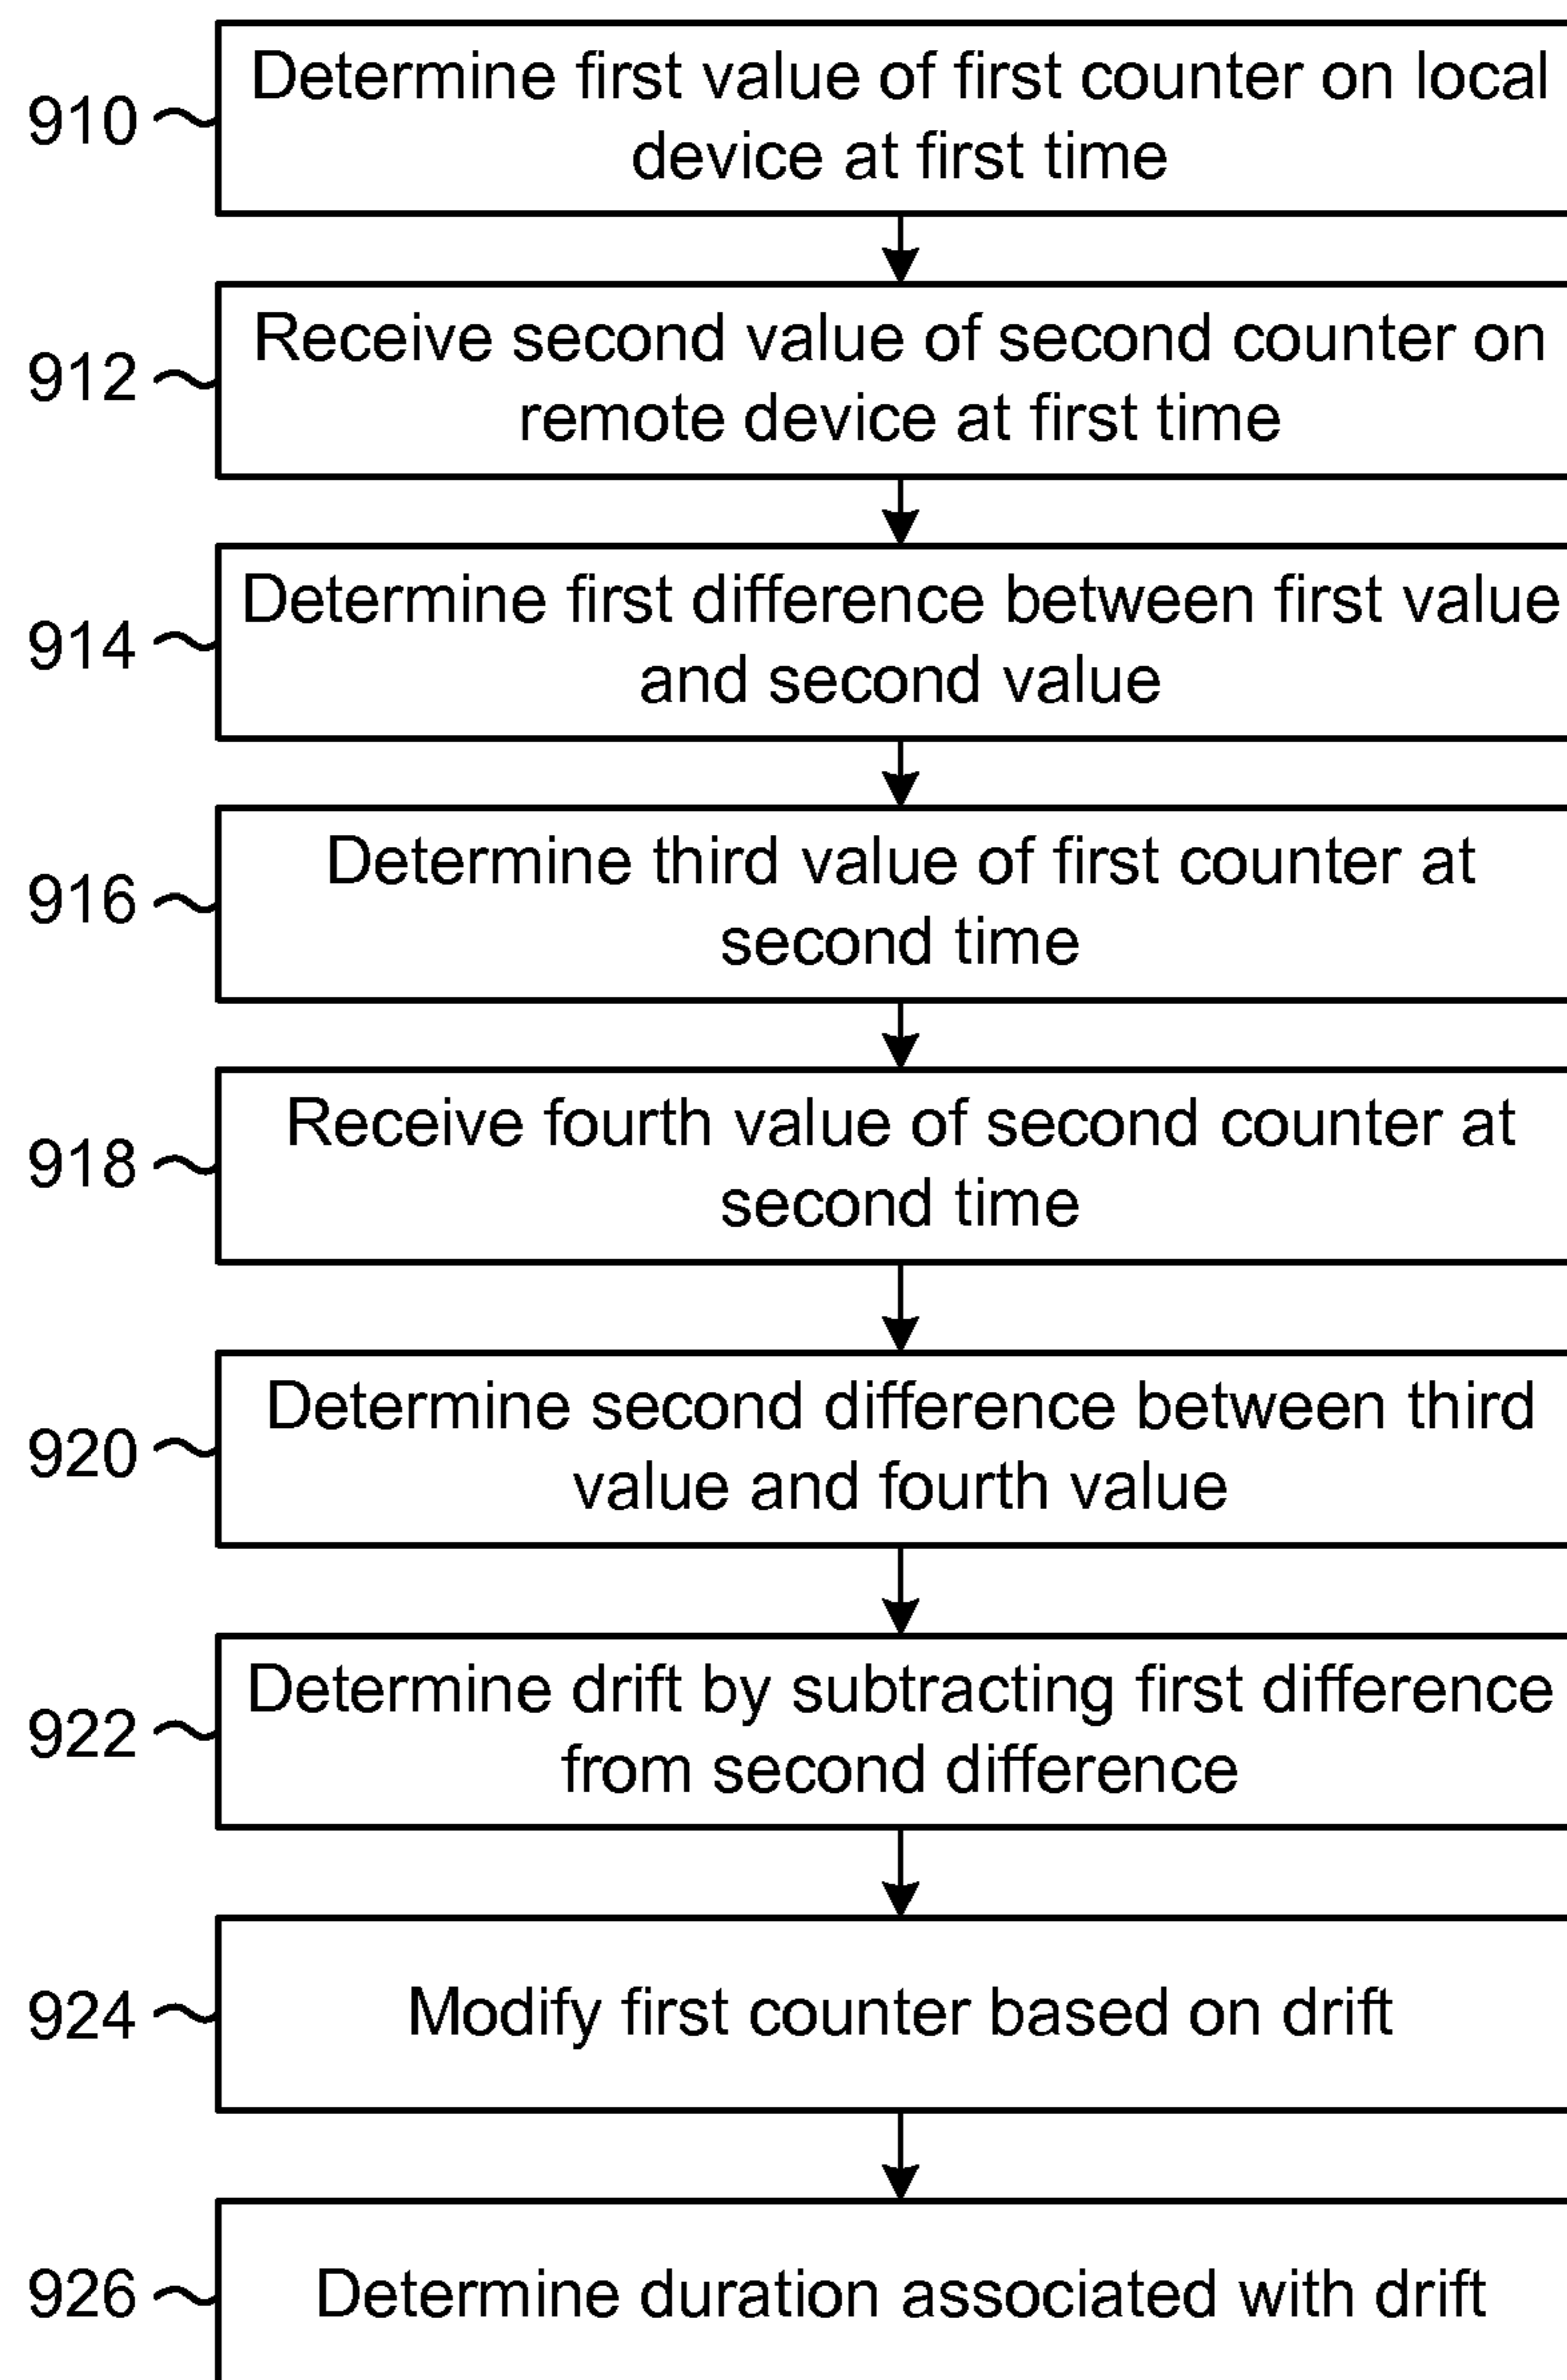 910
Determine first value of first counter on local
device at first time
912
Receive second value of second counter on
remote device at first time
914
Determine first difference between first value
and second value
916
Determine third value of first counter at
second time
918
Receive fourth value of second counter at
second time
920
Determine second difference between third
value and fourth value
922
Determine drift by subtracting first difference
from second difference
924
Modify first counter based on drift
926
Determine duration associated with drift